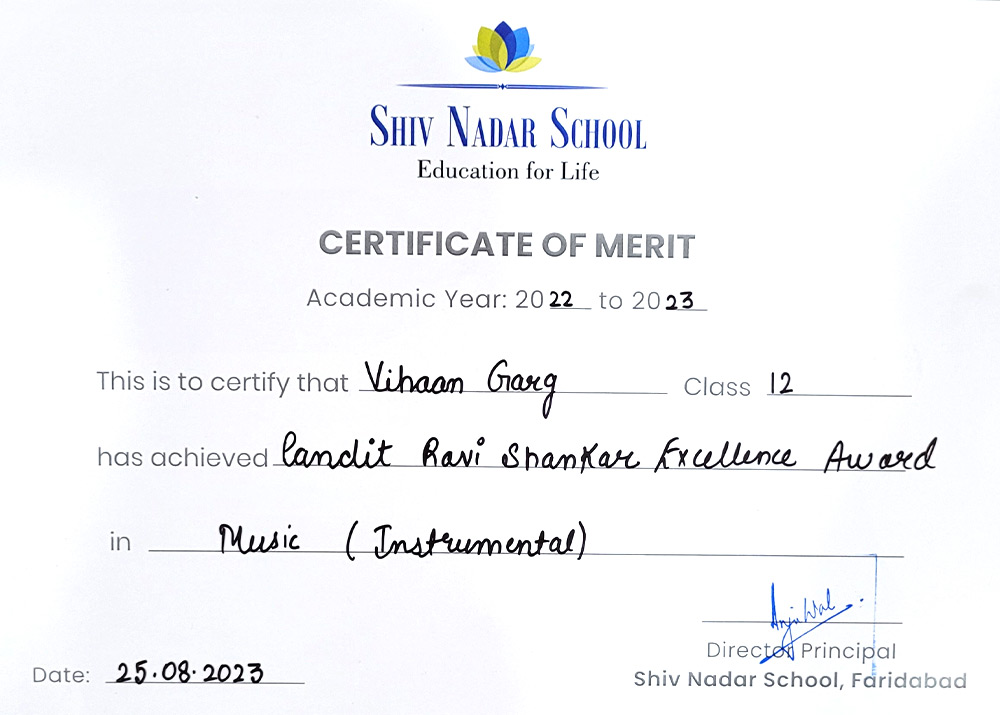 SHIV NADAR SCHOOL
Education for Life
CERTIFICATE OF MERIT
Academic Year: 2022 to 2023
This is to certify that Vihaan Garg Class 12
has achieved Pandit Ravi Shankar Excellence Award
in Music (Instrumental)
Director Principal
Shiv Nadar School, Faridabad
Date: 25.08.2023